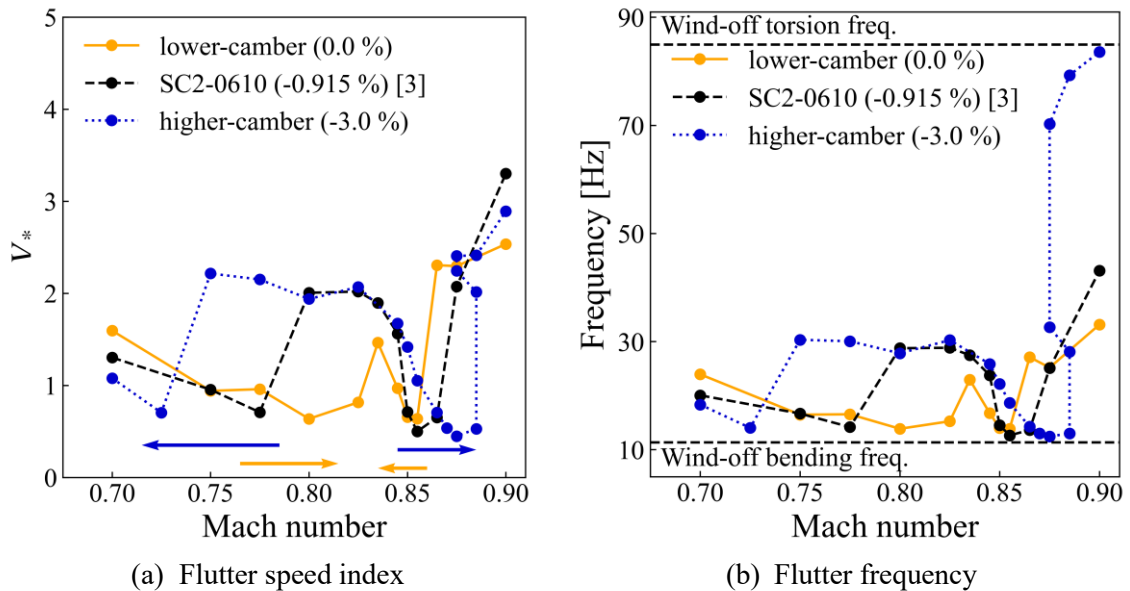 5
4
3
2
1
0
V*
lower-camber (0.0 %)
SC2-0610 (-0.915 %) [3]
higher-camber (-3.0 %)
0.70 0.75 0.80 0.85 0.90
Mach number
(a) Flutter speed index
90
70
50
30
10
Frequency [Hz]
Wind-off torsion freq.
lower-camber (0.0 %)
SC2-0610 (-0.915 %) [3]
higher-camber (-3.0 %)
Wind-off bending freq.
0.70 0.75 0.80 0.85 0.90
Mach number
(b) Flutter frequency